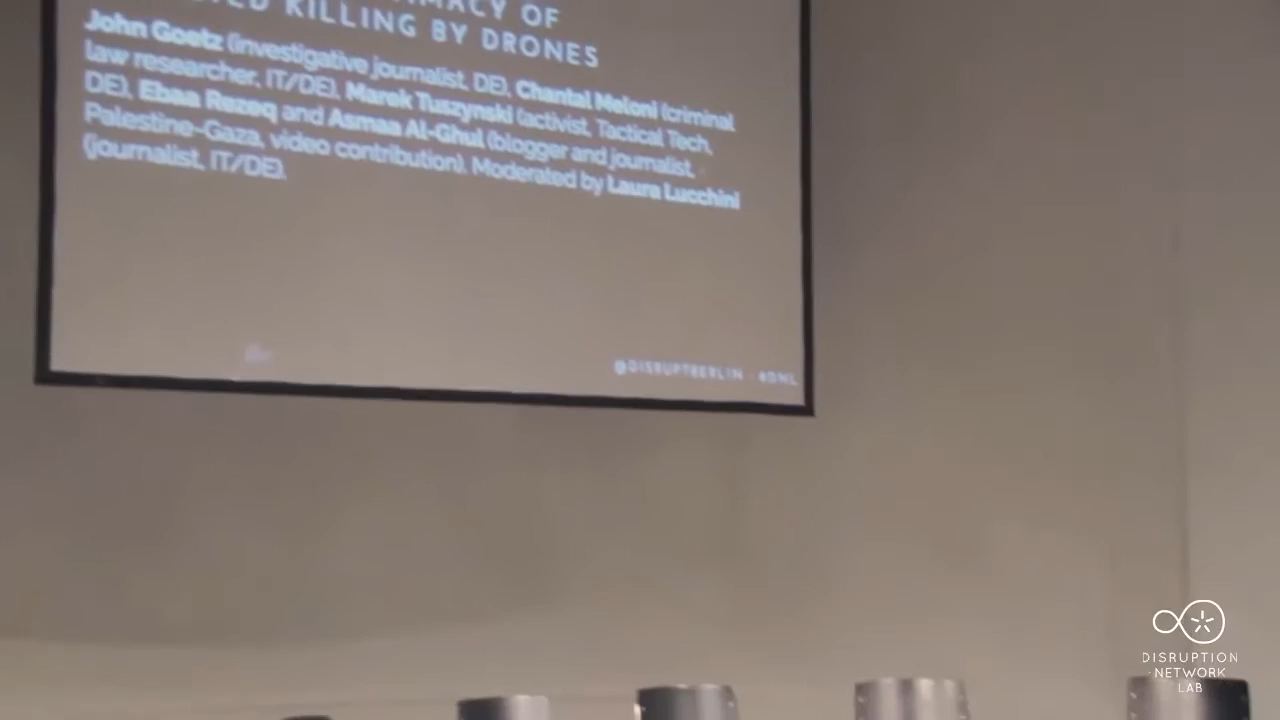 OF
KILLING BY DRONES
John Goetz (investigative journalist, DE), Chantal Meloni (criminal
law researcher, IT/DE), Marek Tuszynski (activist, Tactical Tech,
DE), Ebaa Rezeq and Asmaa Al-Ghul (blogger and journalist,
Palestine-Gaza, video contribution). Moderated by Laura Lucchini
(journalist, IT/DE).
@DISRUPTBERLIN · #DNL
DISRUPTION
NETWORK
LAB